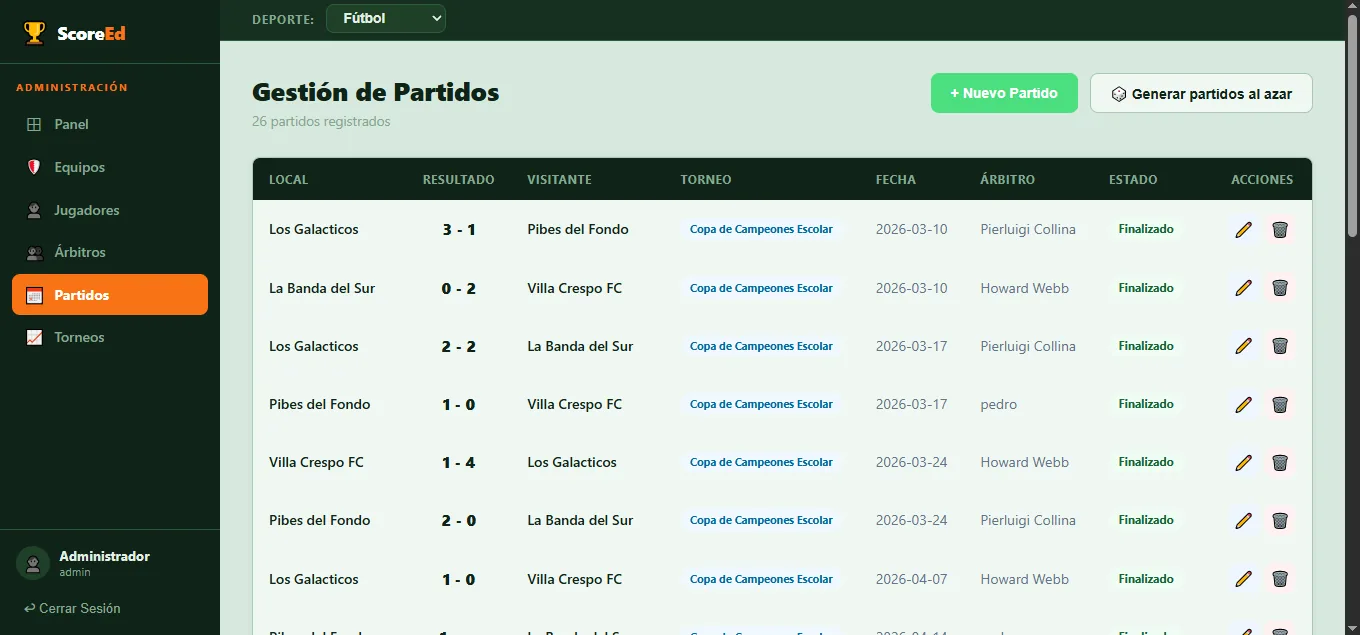 ScoreEd
DEPORTE: Fútbol
ADMINISTRACIÓN
Panel
Equipos
Jugadores
Árbitros
Partidos
Torneos
Administrador
admin
↩ Cerrar Sesión
Gestión de Partidos
26 partidos registrados
+ Nuevo Partido
Generar partidos al azar
LOCAL RESULTADO VISITANTE TORNEO FECHA ÁRBITRO ESTADO ACCIONES
Los Galacticos 3 - 1 Pibes del Fondo Copa de Campeones Escolar 2026-03-10 Pierluigi Collina Finalizado
La Banda del Sur 0 - 2 Villa Crespo FC Copa de Campeones Escolar 2026-03-10 Howard Webb Finalizado
Los Galacticos 2 - 2 La Banda del Sur Copa de Campeones Escolar 2026-03-17 Pierluigi Collina Finalizado
Pibes del Fondo 1 - 0 Villa Crespo FC Copa de Campeones Escolar 2026-03-17 pedro Finalizado
Villa Crespo FC 1 - 4 Los Galacticos Copa de Campeones Escolar 2026-03-24 Howard Webb Finalizado
Pibes del Fondo 2 - 0 La Banda del Sur Copa de Campeones Escolar 2026-03-24 Pierluigi Collina Finalizado
Los Galacticos 1 - 0 Villa Crespo FC Copa de Campeones Escolar 2026-04-07 Howard Webb Finalizado